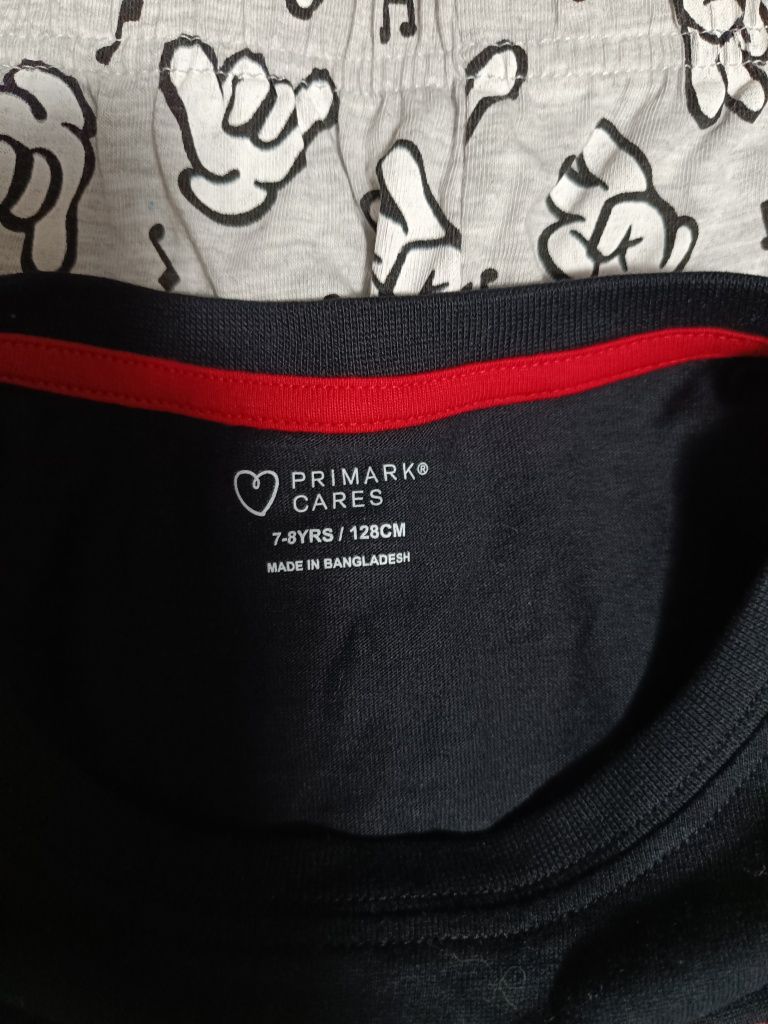 PRIMARK®
CARES
7-8YRS / 128CM
MADE IN BANGLADESH